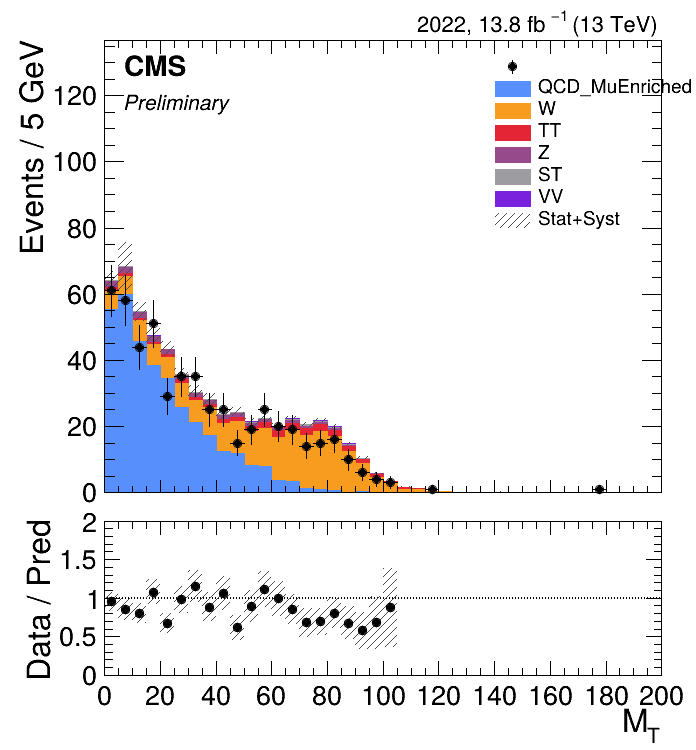 2022, 13.8 fb⁻¹ (13 TeV)
CMS
Preliminary
QCD_MuEnriched
W
TT
Z
ST
VV
Stat+Syst
Events / 5 GeV
120
100
80
60
40
20
0
Data / Pred
2
1.5
1
0.5
0
0 20 40 60 80 100 120 140 160 180 200
M_T